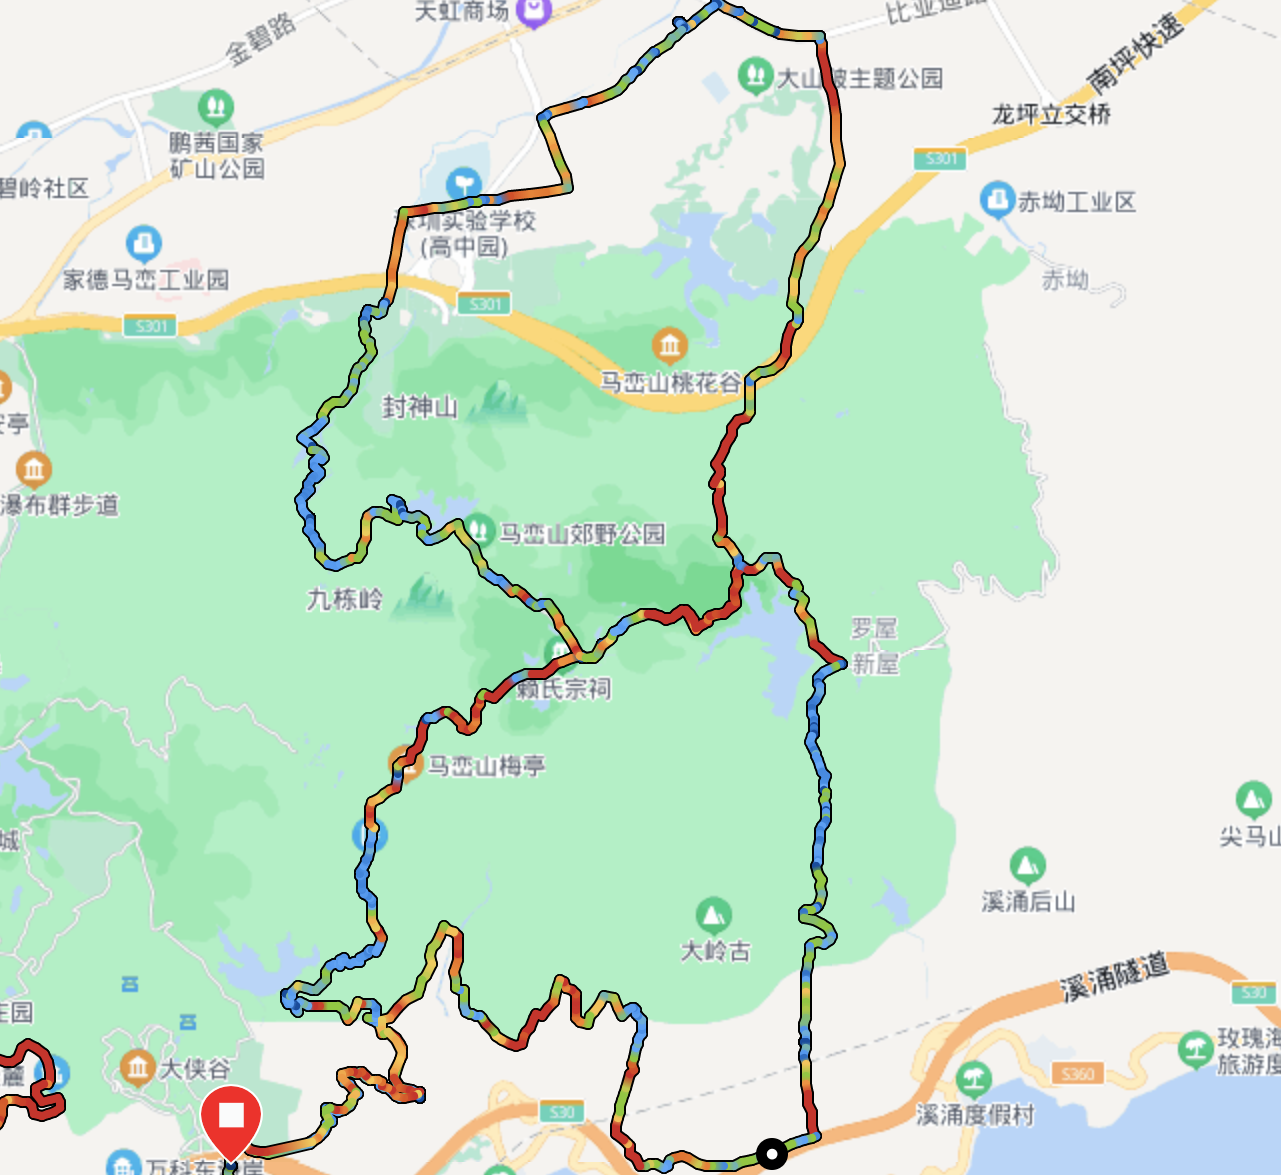 天虹商场
比亚迪路
金碧路
南坪快速
大山陂主题公园
龙坪立交桥
鹏茜国家
矿山公园
S301
碧岭社区
赤坳工业区
深圳实验学校
(高中园)
家德马峦工业园
赤坳
S301
S301
马峦山桃花谷
封神山
瀑布群步道
马峦山郊野公园
九栋岭
罗屋
新屋
赖氏宗祠
马峦山梅亭
城
尖马山
溪涌后山
大岭古
溪涌隧道
S30
庄园
玫瑰海
旅游度
大侠谷
麓
S360
S30
溪涌度假村
万科东海岸